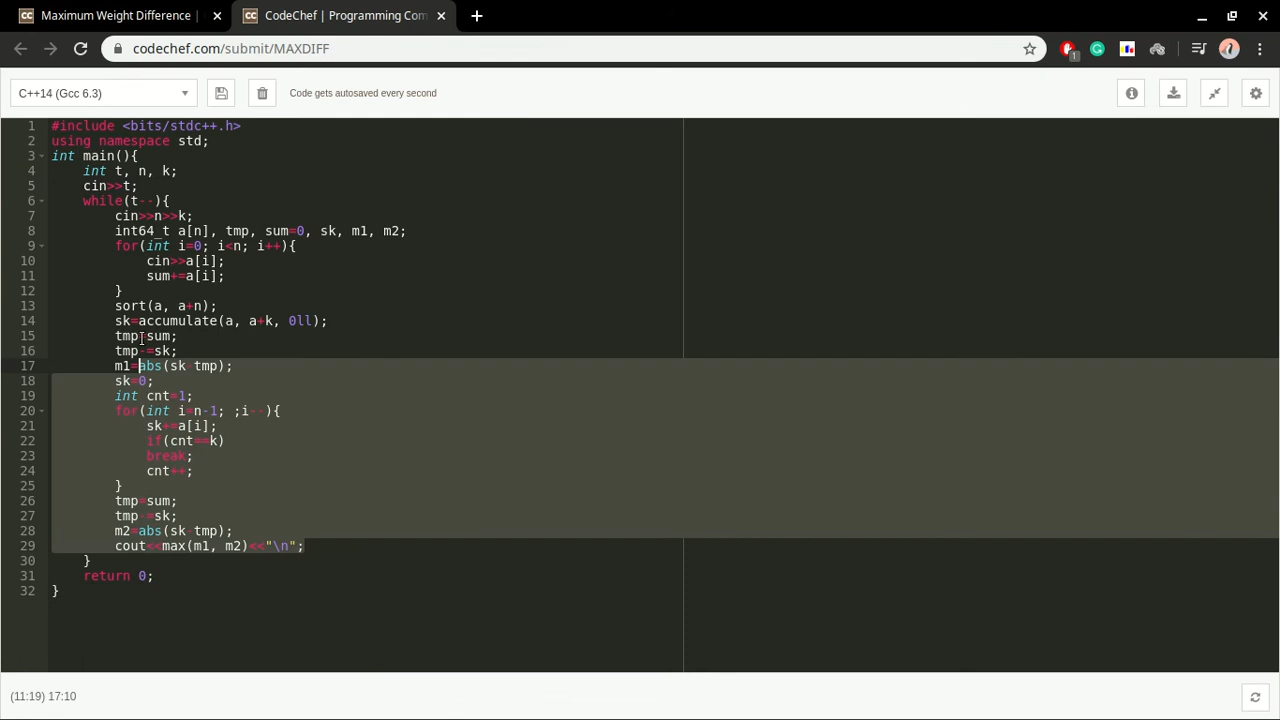 Maximum Weight Difference |
CodeChef | Programming Com
codechef.com/submit/MAXDIFF
1
C++14 (Gcc 6.3)
Code gets autosaved every second
1 #include <bits/stdc++.h>
2 using namespace std;
3 int main(){
4 int t, n, k;
5 cin>>t;
6 while(t--){
7 cin>>n>>k;
8 int64_t a[n], tmp, sum=0, sk, m1, m2;
9 for(int i=0; i<n; i++){
10 cin>>a[i];
11 sum+=a[i];
12 }
13 sort(a, a+n);
14 sk=accumulate(a, a+k, 0ll);
15 tmp=sum;
16 tmp-=sk;
17 m1=abs(sk-tmp);
18 sk=0;
19 int cnt=1;
20 for(int i=n-1; ;i--){
21 sk+=a[i];
22 if(cnt==k)
23 break;
24 cnt++;
25 }
26 tmp=sum;
27 tmp-=sk;
28 m2=abs(sk-tmp);
29 cout<<max(m1, m2)<<"\n";
30 }
31 return 0;
32 }
(11:19) 17:10